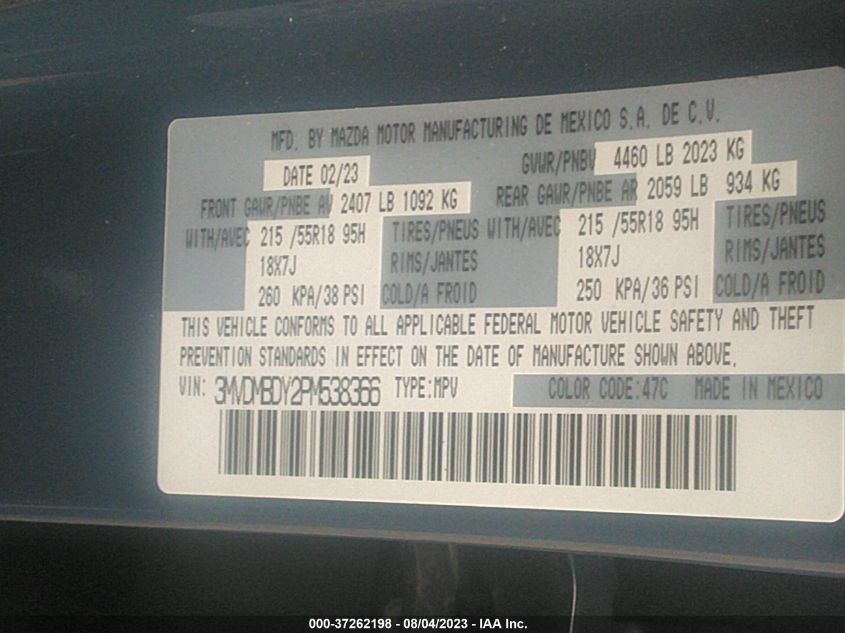 MFD. BY MAZDA MOTOR MANUFACTURING DE MEXICO S.A. DE C.V.
DATE 02/23 GVWR/PNBV 4460 LB 2023 KG
FRONT GAWR/PNBE AV 2407 LB 1092 KG REAR GAWR/PNBE AR 2059 LB 934 KG
WITH/AVEC 215 /55R18 95H TIRES/PNEUS WITH/AVEC 215 /55R18 95H TIRES/PNEUS
18X7J RIMS/JANTES 18X7J RIMS/JANTES
260 KPA/38 PSI COLD/A FROID 250 KPA/36 PSI COLD/A FROID
THIS VEHICLE CONFORMS TO ALL APPLICABLE FEDERAL MOTOR VEHICLE SAFETY AND THEFT
PREVENTION STANDARDS IN EFFECT ON THE DATE OF MANUFACTURE SHOWN ABOVE.
VIN: 3MVDMBDY2PM538366 TYPE:MPV COLOR CODE:47C MADE IN MEXICO
000-37262198 - 08/04/2023 - IAA Inc.